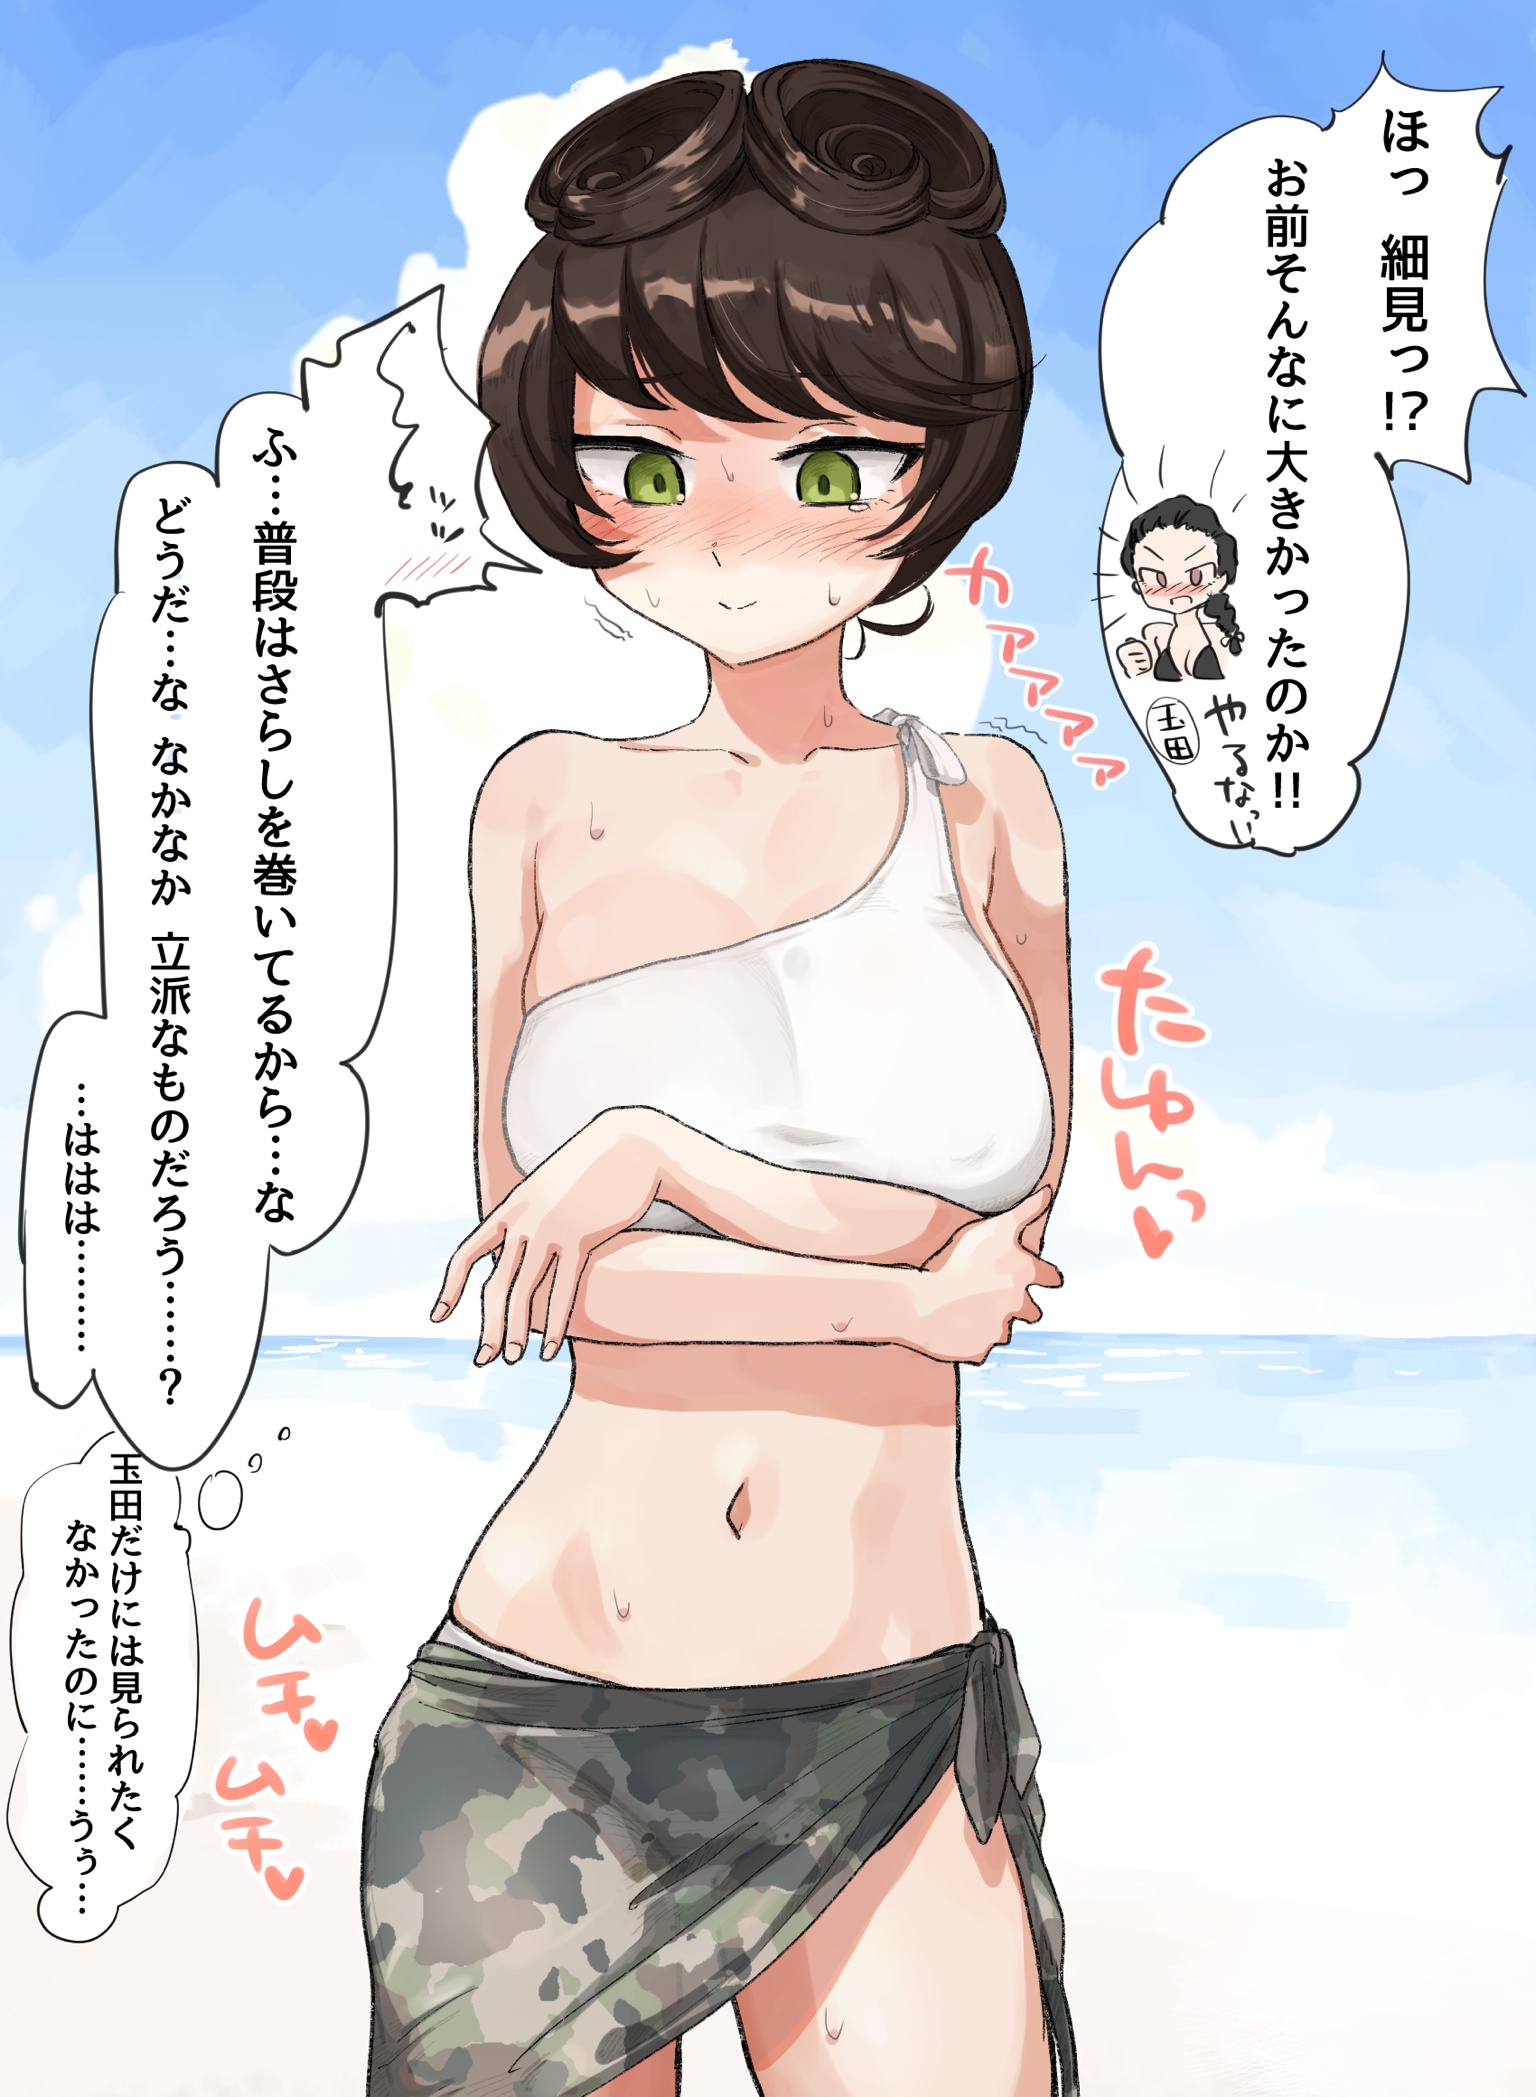 ほっ 細見っ!?
お前そんなに大きかったのか!!
やるなっ
玉田
カァァァァァ
ふ…普段はさらしを巻いてるから…な
どうだ…な なかなか 立派なものだろう……?
…ははは………
たゆんっ♥
玉田だけには見られたく
なかったのに……うぅ…
ムチ♥
ムチ♥